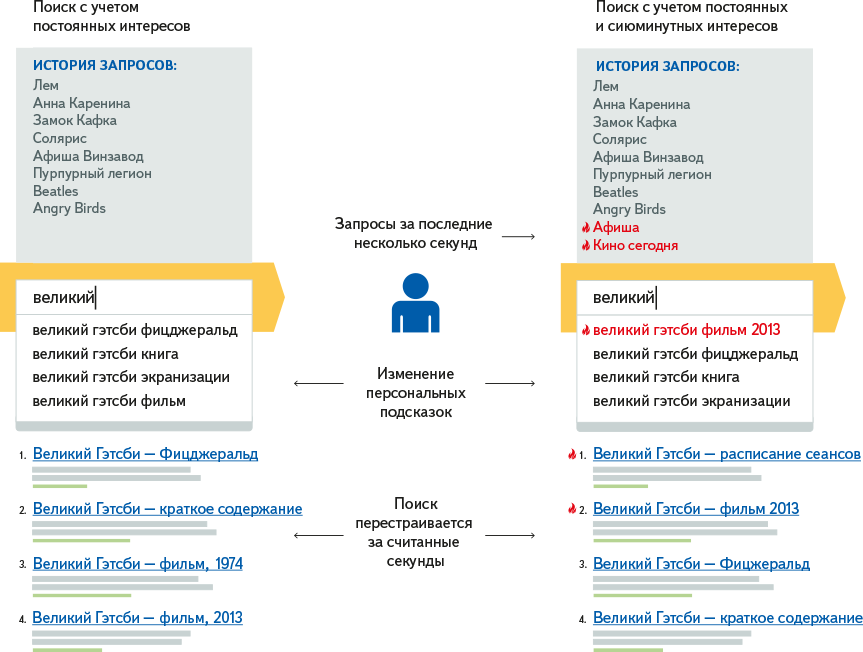 Поиск с учетом
постоянных интересов
ИСТОРИЯ ЗАПРОСОВ:
Лем
Анна Каренина
Замок Кафка
Солярис
Афиша Винзавод
Пурпурный легион
Beatles
Angry Birds
великий
великий гэтсби фицджеральд
великий гэтсби книга
великий гэтсби экранизации
великий гэтсби фильм
1. Великий Гэтсби — Фицджеральд
2. Великий Гэтсби — краткое содержание
3. Великий Гэтсби — фильм, 1974
4. Великий Гэтсби — фильм, 2013
Запросы за последние
несколько секунд
Изменение
персональных
подсказок
Поиск
перестраивается
за считанные
секунды
Поиск с учетом постоянных
и сиюминутных интересов
ИСТОРИЯ ЗАПРОСОВ:
Лем
Анна Каренина
Замок Кафка
Солярис
Афиша Винзавод
Пурпурный легион
Beatles
Angry Birds
Афиша
Кино сегодня
великий
великий гэтсби фильм 2013
великий гэтсби фицджеральд
великий гэтсби книга
великий гэтсби экранизации
1. Великий Гэтсби — расписание сеансов
2. Великий Гэтсби — фильм 2013
3. Великий Гэтсби — Фицжеральд
4. Великий Гэтсби — краткое содержание